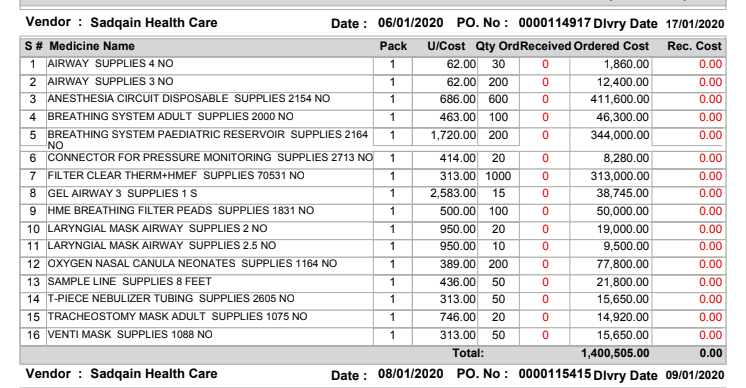 Vendor : Sadqain Health Care Date : 06/01/2020 PO. No : 0000114917 Dlvry Date 17/01/2020
S # Medicine Name Pack U/Cost Qty Ord Received Ordered Cost Rec. Cost
1 AIRWAY SUPPLIES 4 NO 1 62.00 30 0 1,860.00 0.00
2 AIRWAY SUPPLIES 3 NO 1 62.00 200 0 12,400.00 0.00
3 ANESTHESIA CIRCUIT DISPOSABLE SUPPLIES 2154 NO 1 686.00 600 0 411,600.00 0.00
4 BREATHING SYSTEM ADULT SUPPLIES 2000 NO 1 463.00 100 0 46,300.00 0.00
5 BREATHING SYSTEM PAEDIATRIC RESERVOIR SUPPLIES 2164 1 1,720.00 200 0 344,000.00 0.00
NO
6 CONNECTOR FOR PRESSURE MONITORING SUPPLIES 2713 NO 1 414.00 20 0 8,280.00 0.00
7 FILTER CLEAR THERM+HMEF SUPPLIES 70531 NO 1 313.00 1000 0 313,000.00 0.00
8 GEL AIRWAY 3 SUPPLIES 1 S 1 2,583.00 15 0 38,745.00 0.00
9 HME BREATHING FILTER PEADS SUPPLIES 1831 NO 1 500.00 100 0 50,000.00 0.00
10 LARYNGIAL MASK AIRWAY SUPPLIES 2 NO 1 950.00 20 0 19,000.00 0.00
11 LARYNGIAL MASK AIRWAY SUPPLIES 2.5 NO 1 950.00 10 0 9,500.00 0.00
12 OXYGEN NASAL CANULA NEONATES SUPPLIES 1164 NO 1 389.00 200 0 77,800.00 0.00
13 SAMPLE LINE SUPPLIES 8 FEET 1 436.00 50 0 21,800.00 0.00
14 T-PIECE NEBULIZER TUBING SUPPLIES 2605 NO 1 313.00 50 0 15,650.00 0.00
15 TRACHEOSTOMY MASK ADULT SUPPLIES 1075 NO 1 746.00 20 0 14,920.00 0.00
16 VENTI MASK SUPPLIES 1088 NO 1 313.00 50 0 15,650.00 0.00
Total: 1,400,505.00 0.00
Vendor : Sadqain Health Care Date : 08/01/2020 PO. No : 0000115415 Dlvry Date 09/01/2020